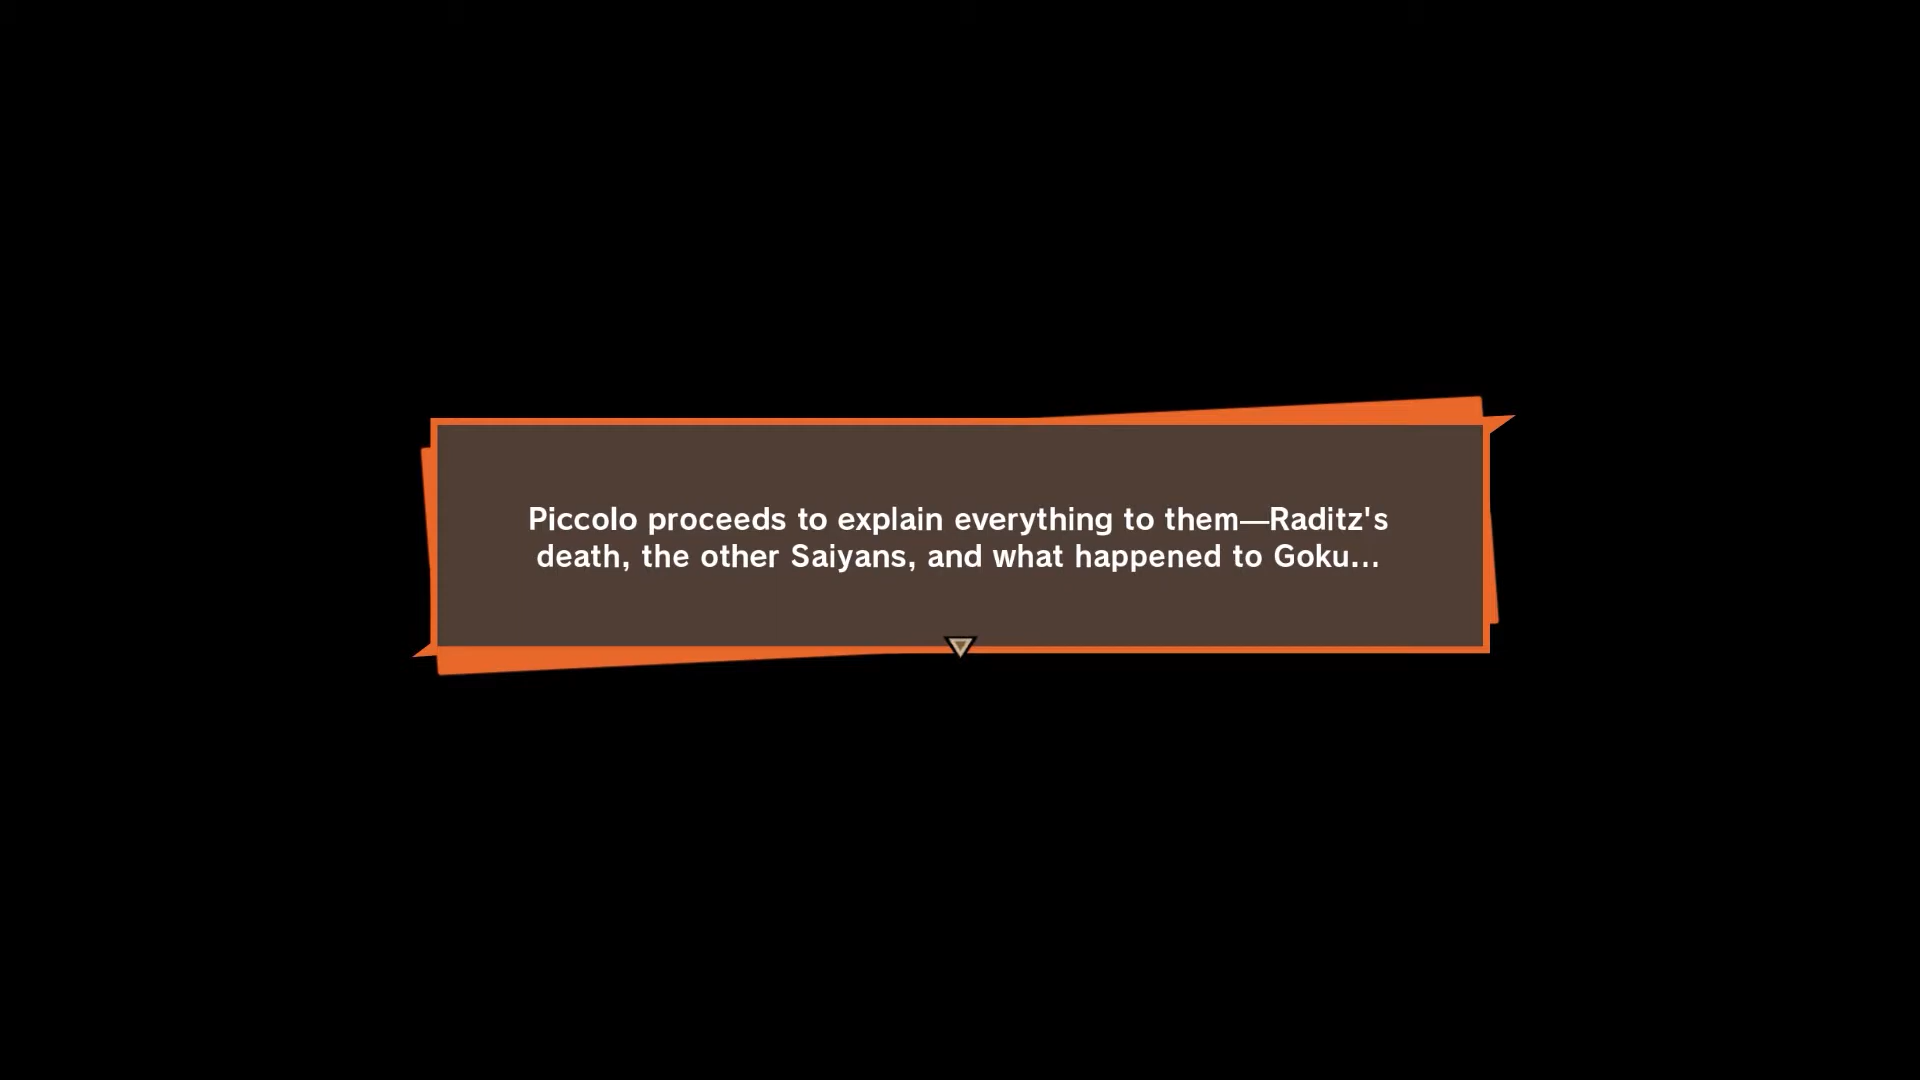 Piccolo proceeds to explain everything to them—Raditz's
death, the other Saiyans, and what happened to Goku...